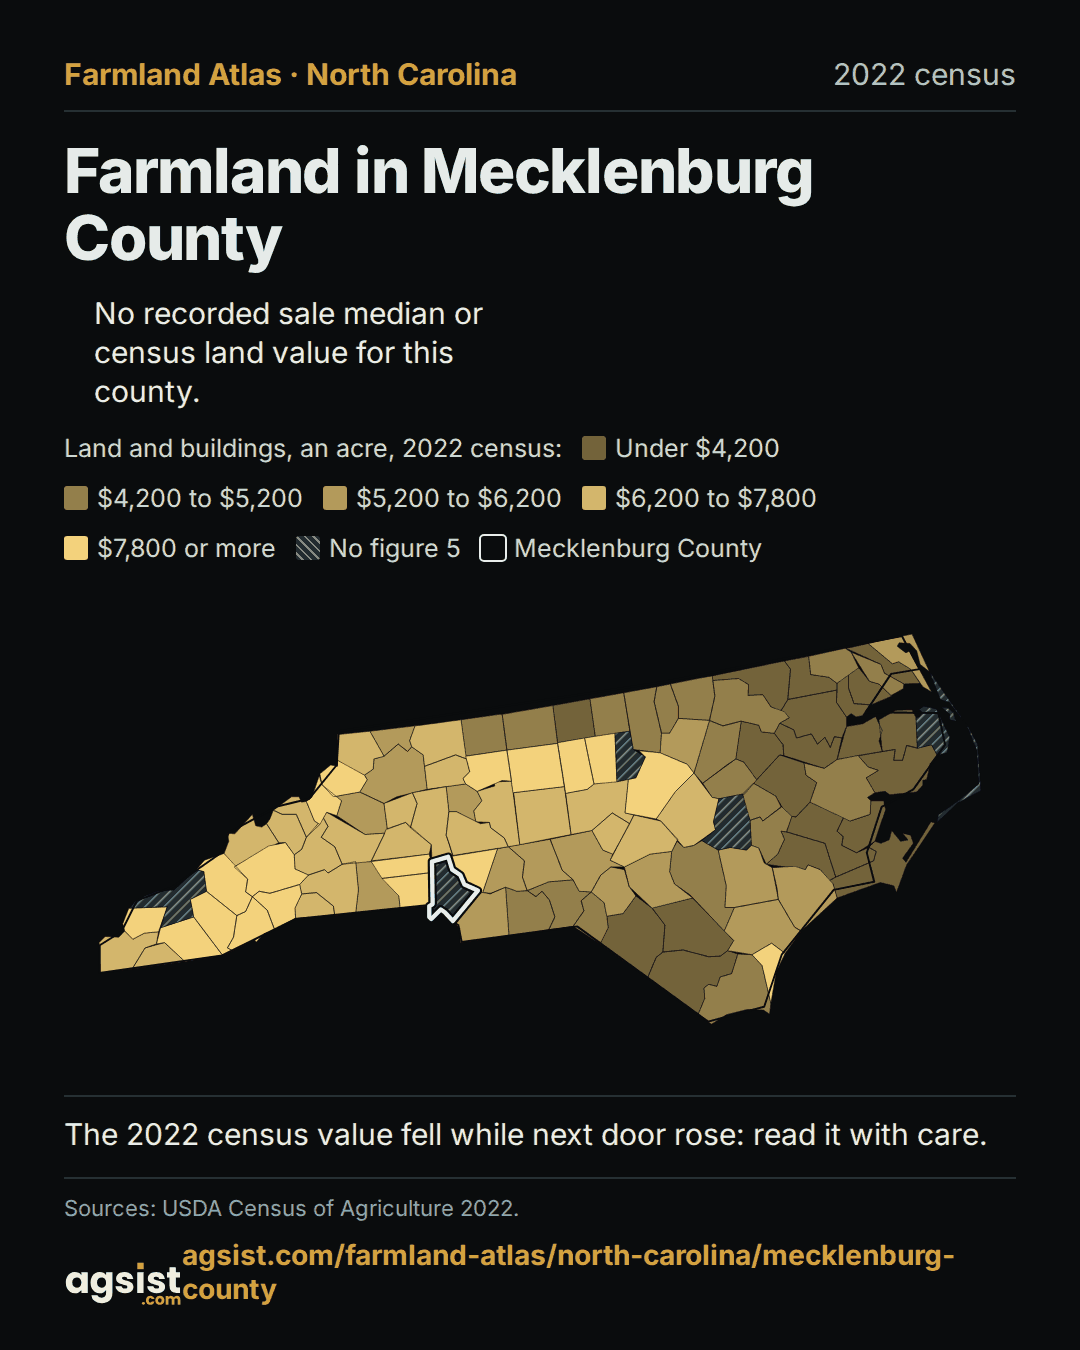 Farmland Atlas · North Carolina
2022 census
Farmland in Mecklenburg
County
No recorded sale median or
census land value for this
county.
Land and buildings, an acre, 2022 census: Under $4,200
$4,200 to $5,200 $5,200 to $6,200 $6,200 to $7,800
$7,800 or more No figure 5 Mecklenburg County
The 2022 census value fell while next door rose: read it with care.
Sources: USDA Census of Agriculture 2022.
agsist.com
agsist.com/farmland-atlas/north-carolina/mecklenburg-
county